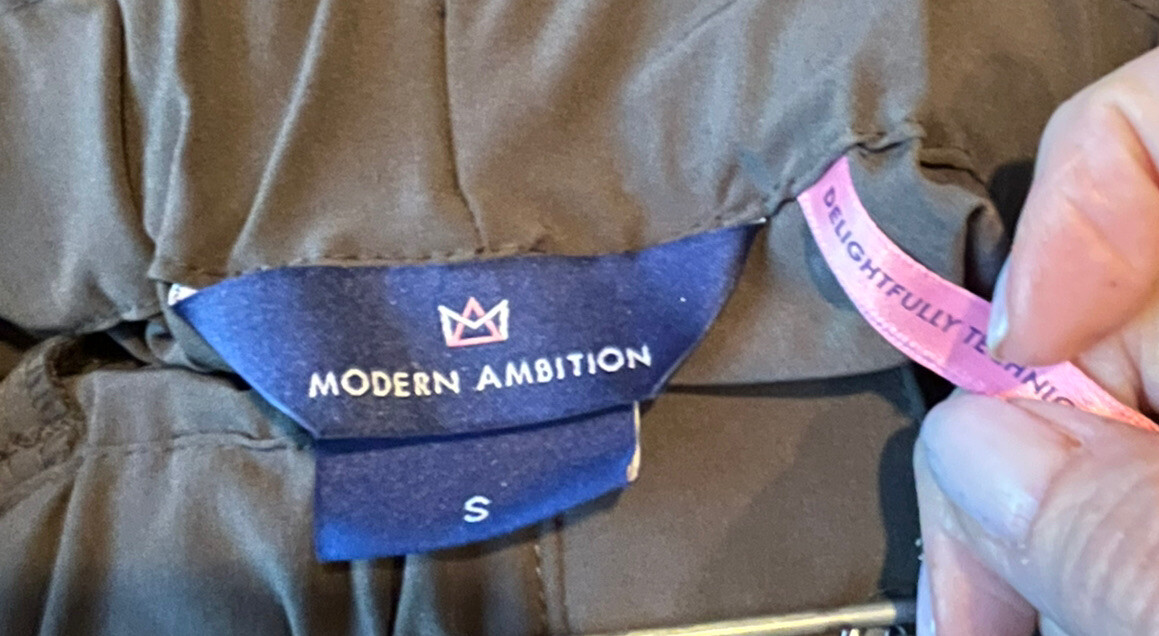 MODERN AMBITION
S
DELIGHTFULLY